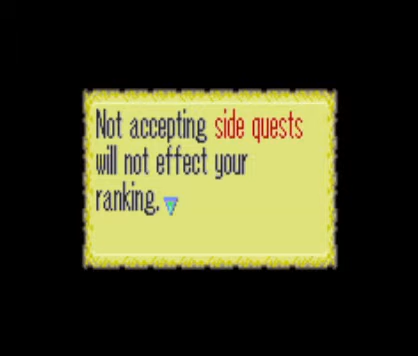 Not accepting side quests
will not effect your
ranking.